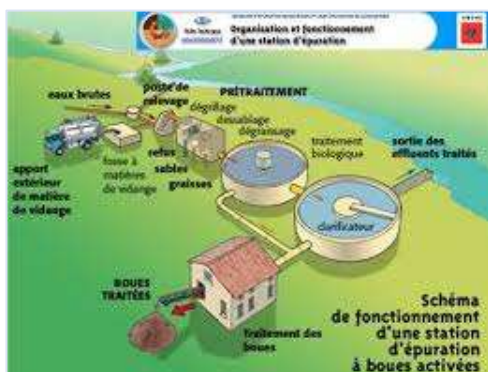 Organisation et fonctionnement
d'une station d'épuration
eaux brutes
poste de
relevage
PRÉTRAITEMENT
dégrillage
dessablage
dégraissage
apport
extérieur
de matière
de vidange
fosse à
matières
de vidange
refus
sables
graisses
traitement
biologique
sortie des
effluents traités
clarificateur
BOUES
TRAITÉES
Traitement des
boues
Schéma
de fonctionnement
d'une station
d'épuration
à boues activées